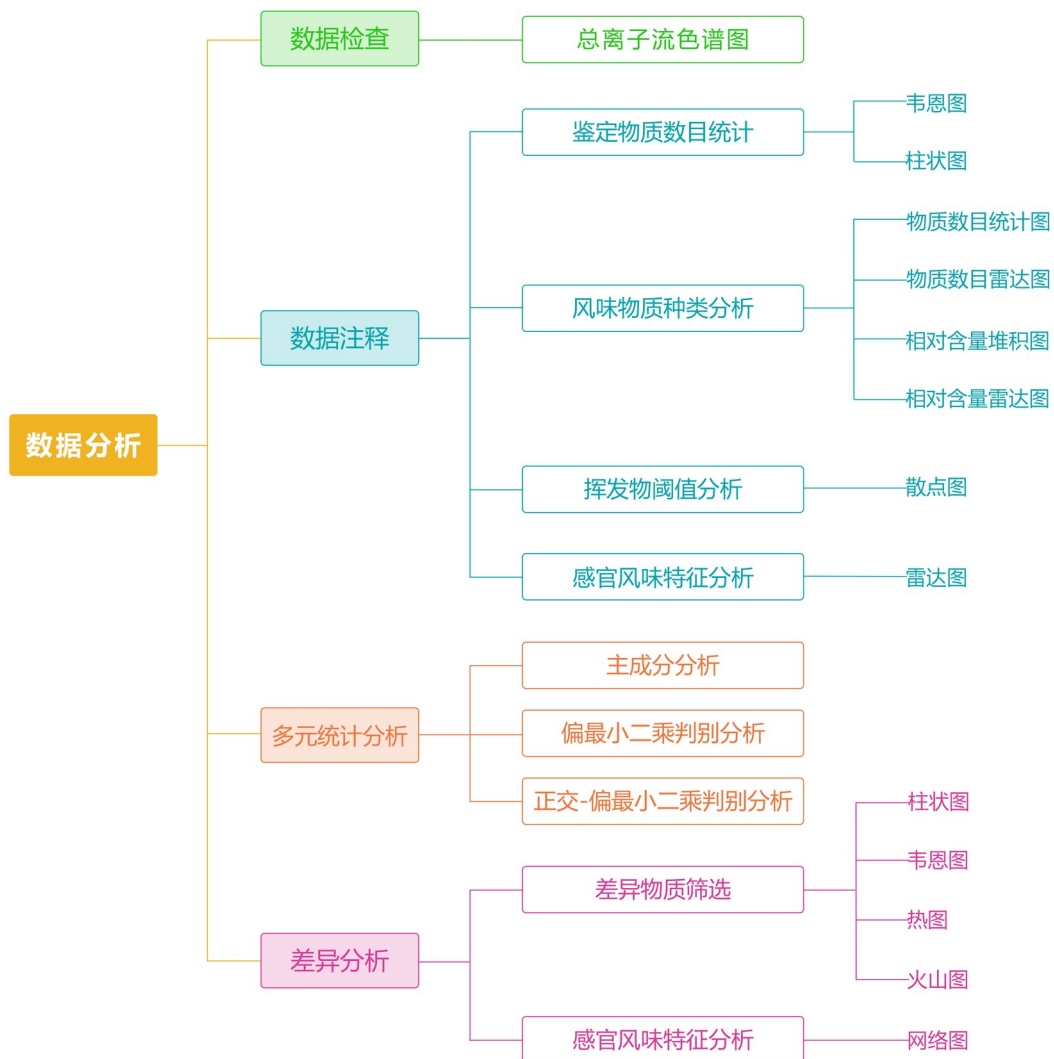 数据分析
数据检查
总离子流色谱图
数据注释
鉴定物质数目统计
韦恩图
柱状图
风味物质种类分析
物质数目统计图
物质数目雷达图
相对含量堆积图
相对含量雷达图
挥发物阈值分析
散点图
感官风味特征分析
雷达图
多元统计分析
主成分分析
偏最小二乘判别分析
正交-偏最小二乘判别分析
差异分析
差异物质筛选
柱状图
韦恩图
热图
火山图
感官风味特征分析
网络图